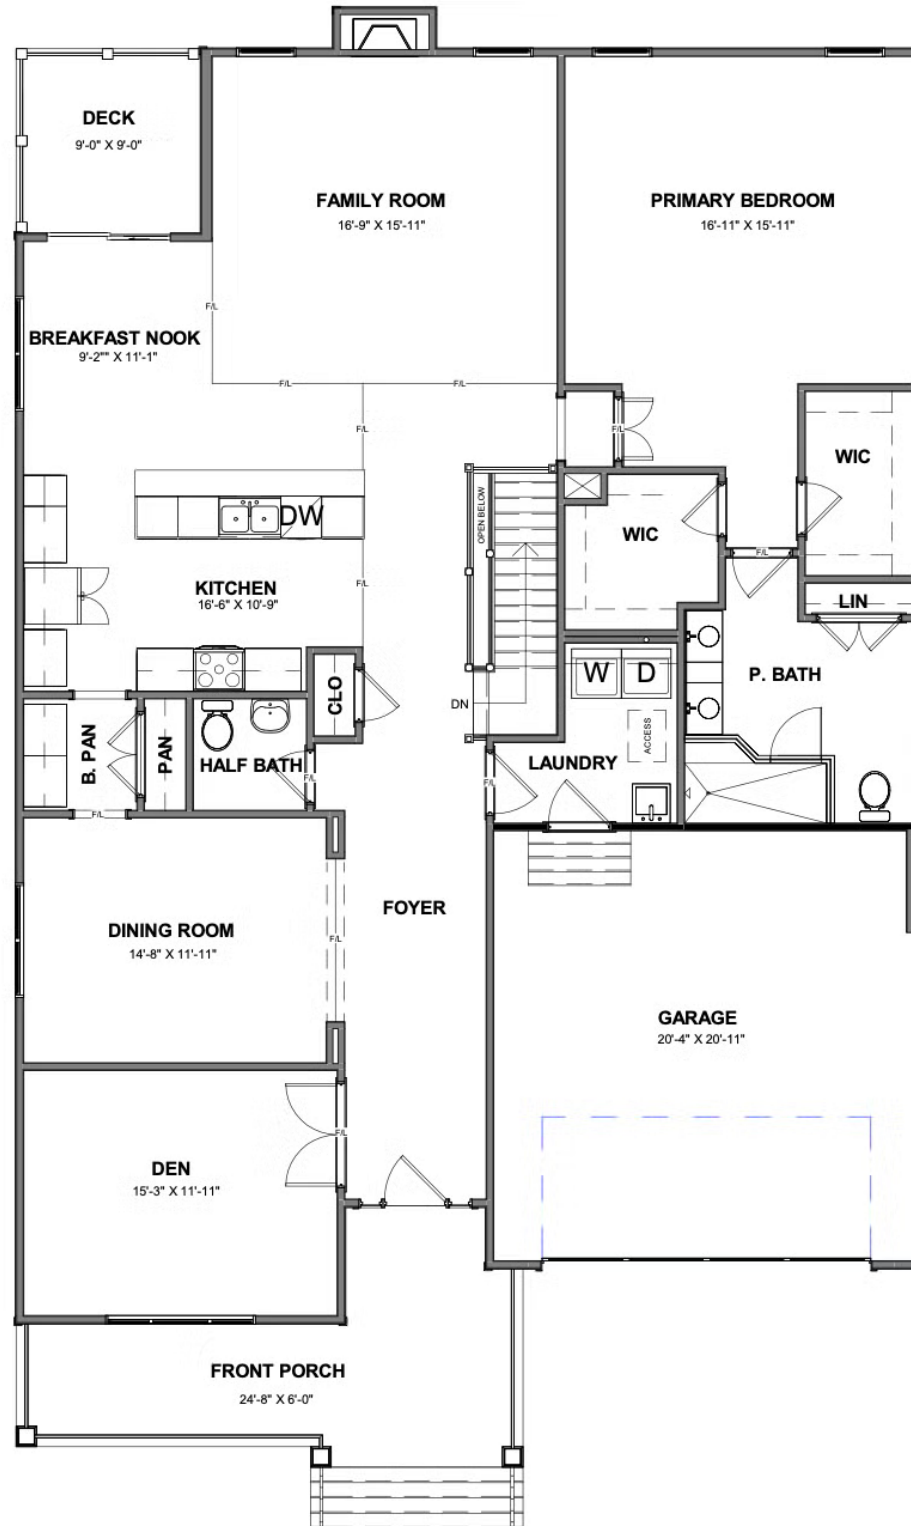 DECK
9'-0" X 9'-0"
FAMILY ROOM
16'-9" X 15'-11"
PRIMARY BEDROOM
16'-11" X 15'-11"
F/L
BREAKFAST NOOK
9'-2"" X 11'-1"
F/L
F/L
F/L
F/L
WIC
OPEN BELOW
DW
WIC
F/L
KITCHEN
16'-6" X 10'-9"
F/L
LIN
W
D
P. BATH
CLO
DN
B. PAN
PAN
HALF BATH
F/L
ACCESS
LAUNDRY
F/L
F/L
FOYER
DINING ROOM
14'-8" X 11'-11"
F/L
GARAGE
20'-4" X 20'-11"
F/L
DEN
15'-3" X 11'-11"
FRONT PORCH
24'-8" X 6'-0"